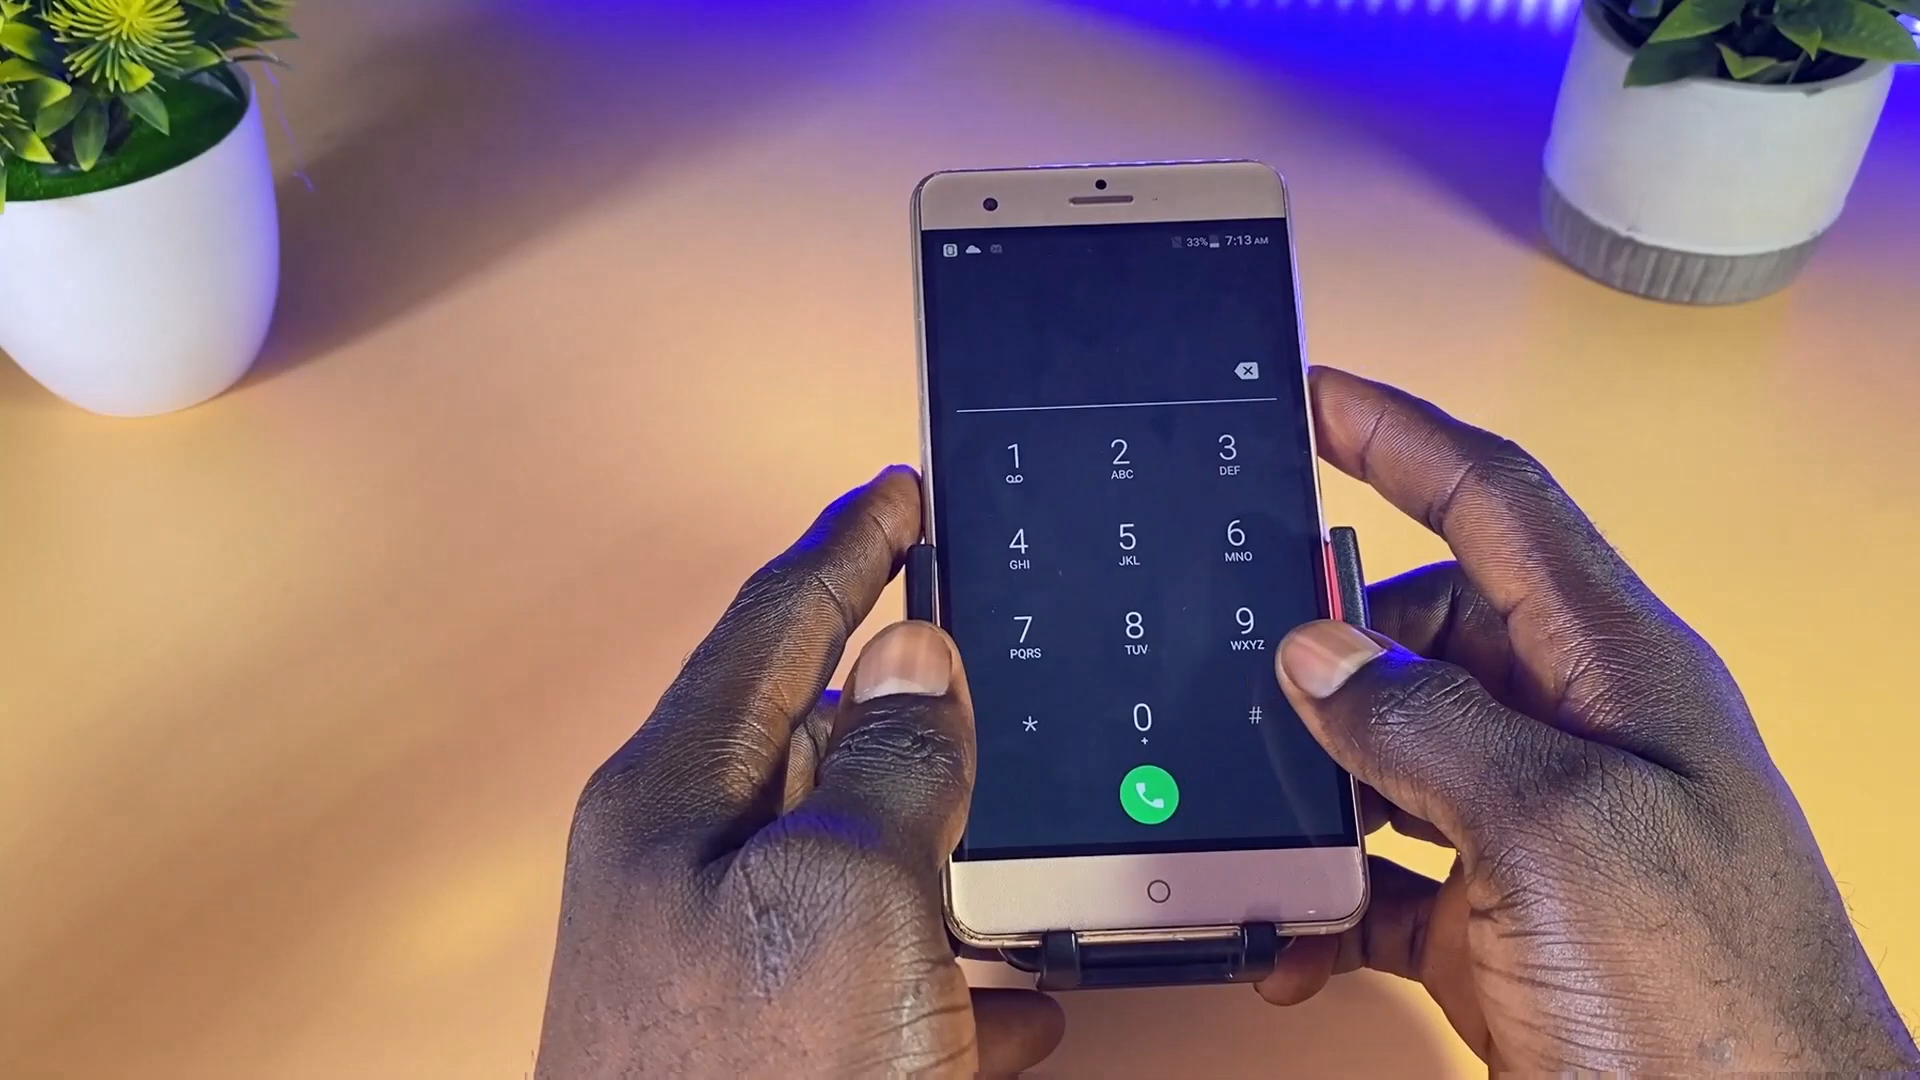 33% 7:13 AM
1 2 3
ABC DEF
4 5 6
GHI JKL MNO
7 8 9
PQRS TUV WXYZ
* 0 #
+